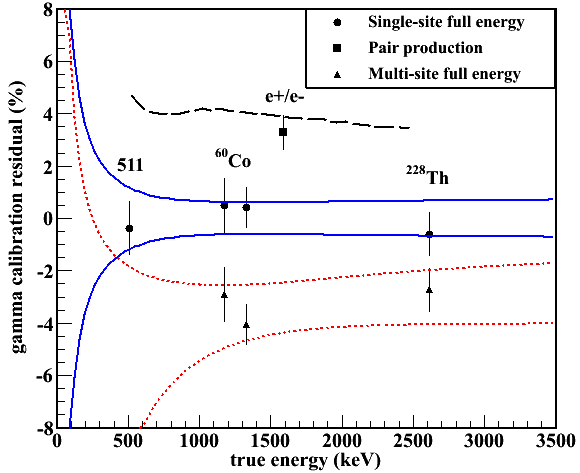 Single-site full energy
Pair production
Multi-site full energy
gamma calibration residual (%)
8
6
4
2
0
-2
-4
-6
-8
e+/e-
511
60Co
228Th
0 500 1000 1500 2000 2500 3000 3500
true energy (keV)